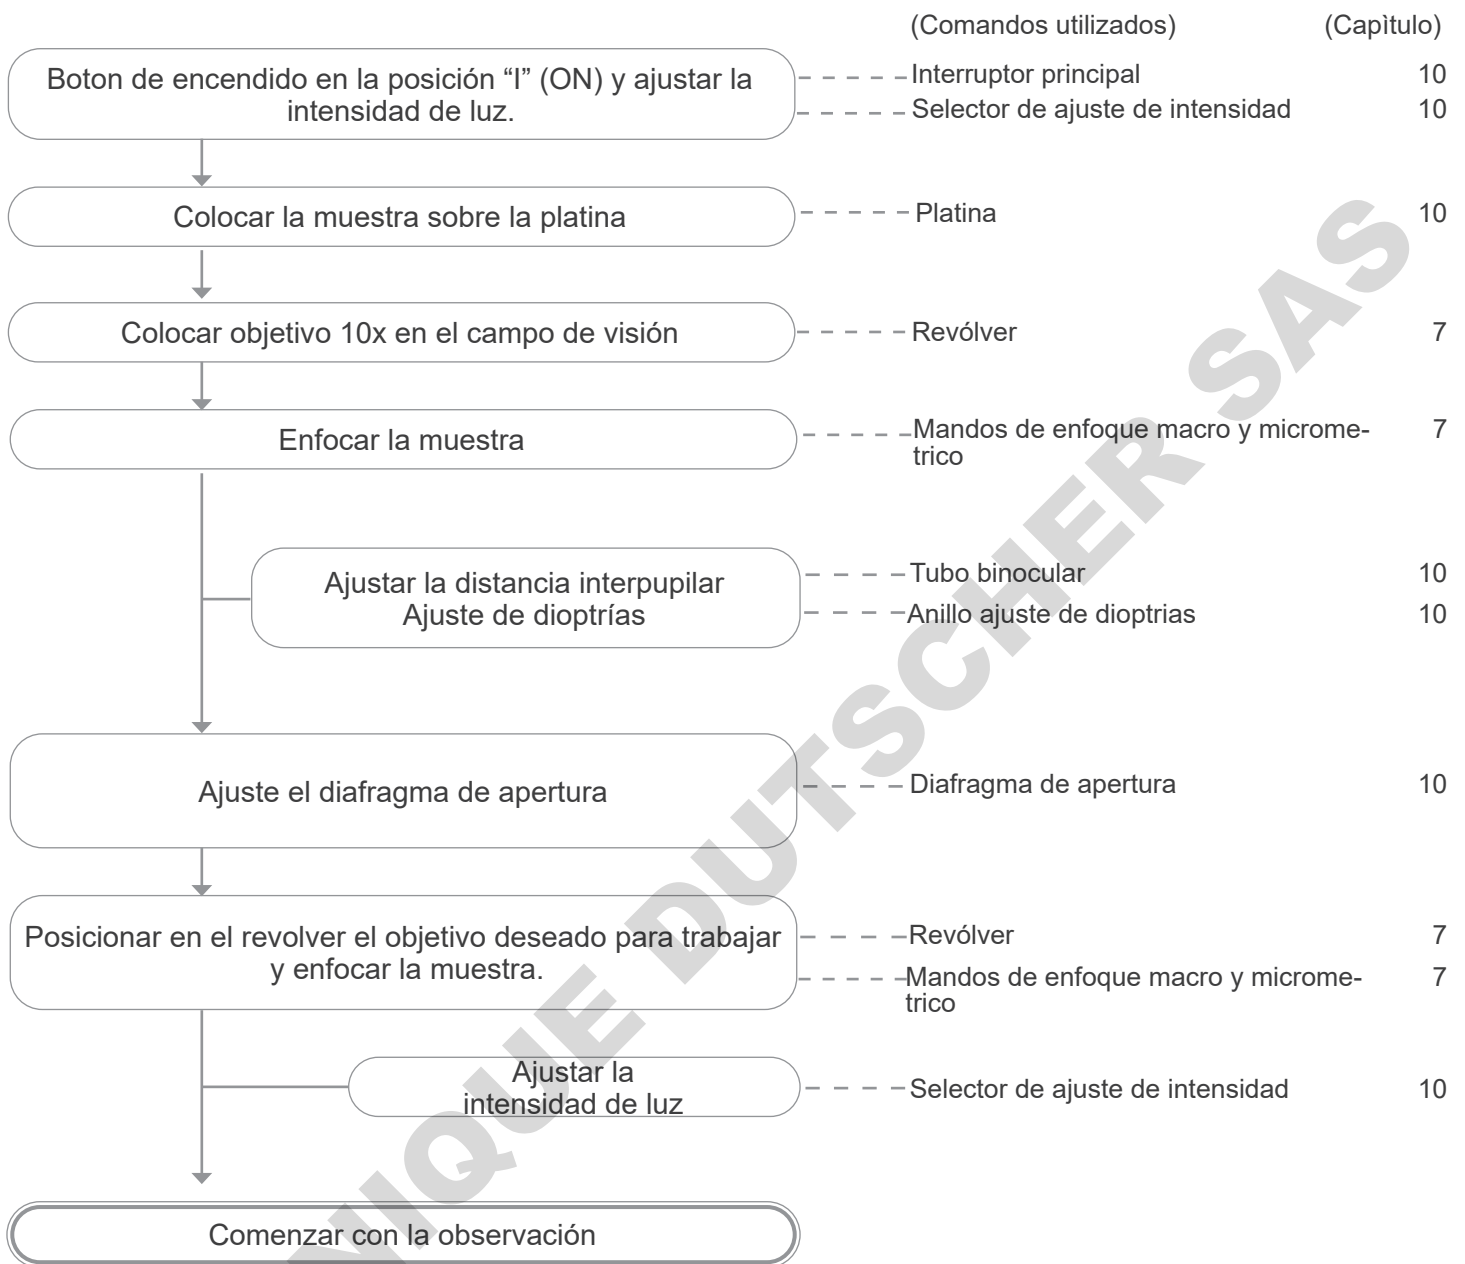 (Comandos utilizados) (Capìtulo)
Boton de encendido en la posición “I” (ON) y ajustar la
intensidad de luz.
Interruptor principal 10
Selector de ajuste de intensidad 10
Colocar la muestra sobre la platina
Platina 10
Colocar objetivo 10x en el campo de visión
Revólver 7
Enfocar la muestra
Mandos de enfoque macro y microme- 7
trico
Ajustar la distancia interpupilar
Ajuste de dioptrías
Tubo binocular 10
Anillo ajuste de dioptrias 10
Ajuste el diafragma de apertura
Diafragma de apertura 10
Posicionar en el revolver el objetivo deseado para trabajar
y enfocar la muestra.
Revólver 7
Mandos de enfoque macro y microme- 7
trico
Ajustar la
intensidad de luz
Selector de ajuste de intensidad 10
Comenzar con la observación
NIQUE DUTSCHER SAS